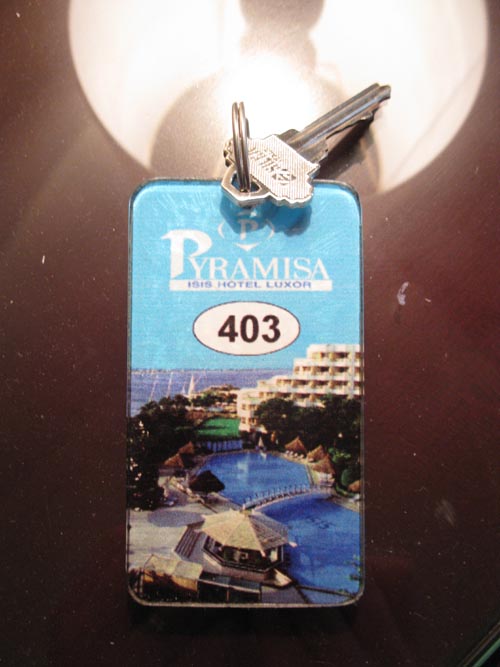 P
PYRAMISA
ISIS HOTEL LUXOR
403